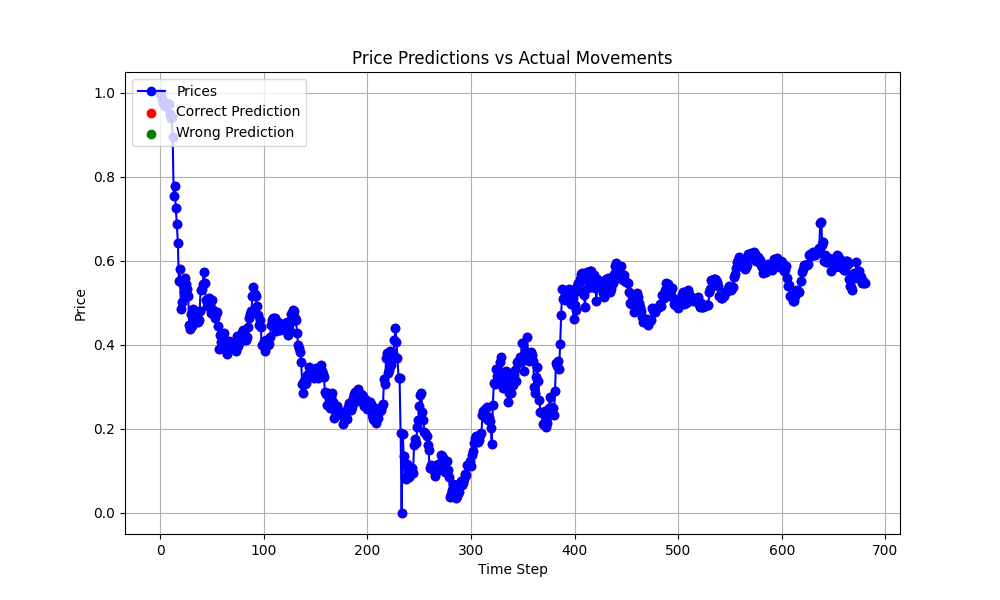 Price Predictions vs Actual Movements
Prices
Correct Prediction
Wrong Prediction
1.0
0.8
0.6
0.4
0.2
0.0
Price
0 100 200 300 400 500 600 700
Time Step